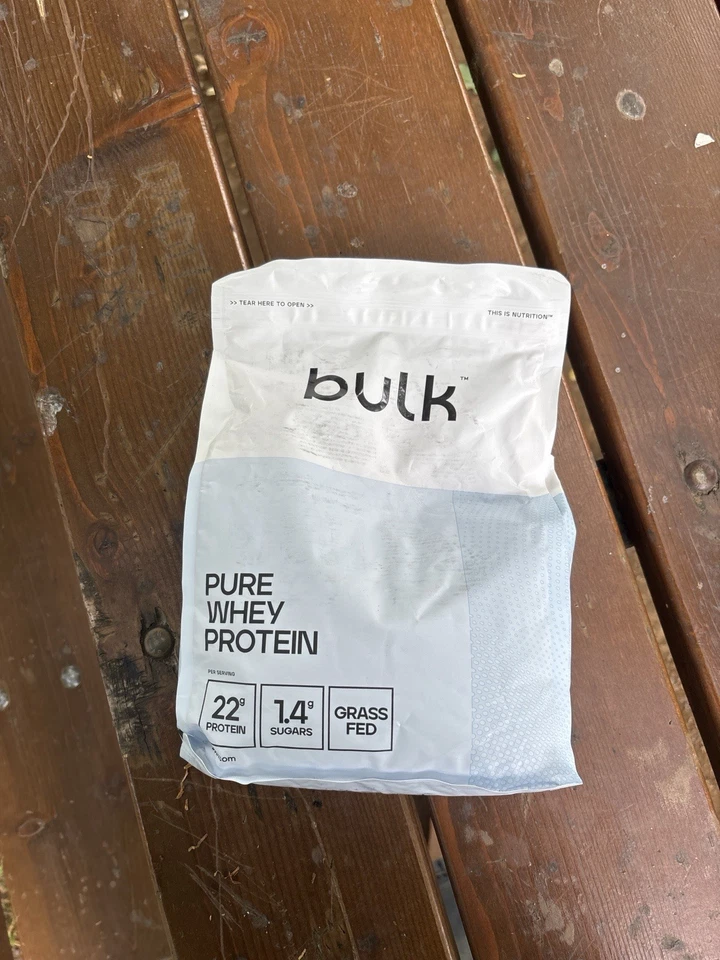 >> TEAR HERE TO OPEN >>
THIS IS NUTRITION™
bulk™
PURE
WHEY
PROTEIN
PER SERVING
22g
PROTEIN
1.4g
SUGARS
GRASS
FED
.com